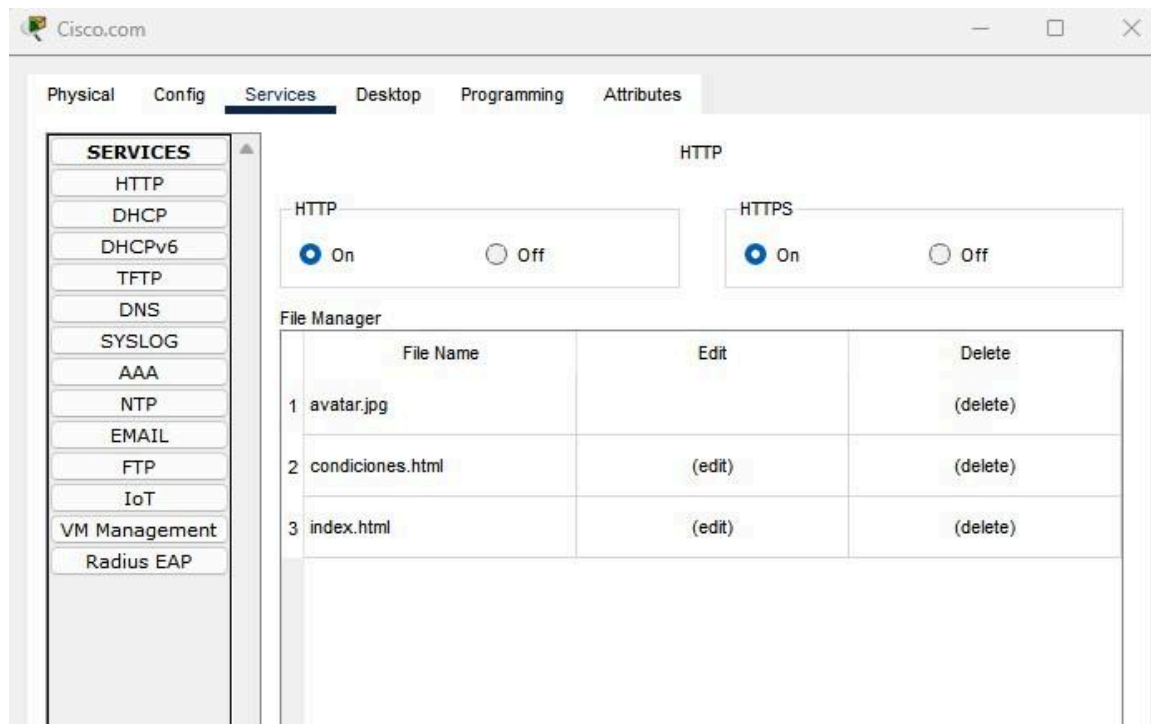 Cisco.com
Physical Config Services Desktop Programming Attributes
SERVICES
HTTP
DHCP
DHCPv6
TFTP
DNS
SYSLOG
AAA
NTP
EMAIL
FTP
IoT
VM Management
Radius EAP
HTTP
HTTP
On Off
HTTPS
On Off
File Manager
File Name Edit Delete
1 avatar.jpg (delete)
2 condiciones.html (edit) (delete)
3 index.html (edit) (delete)